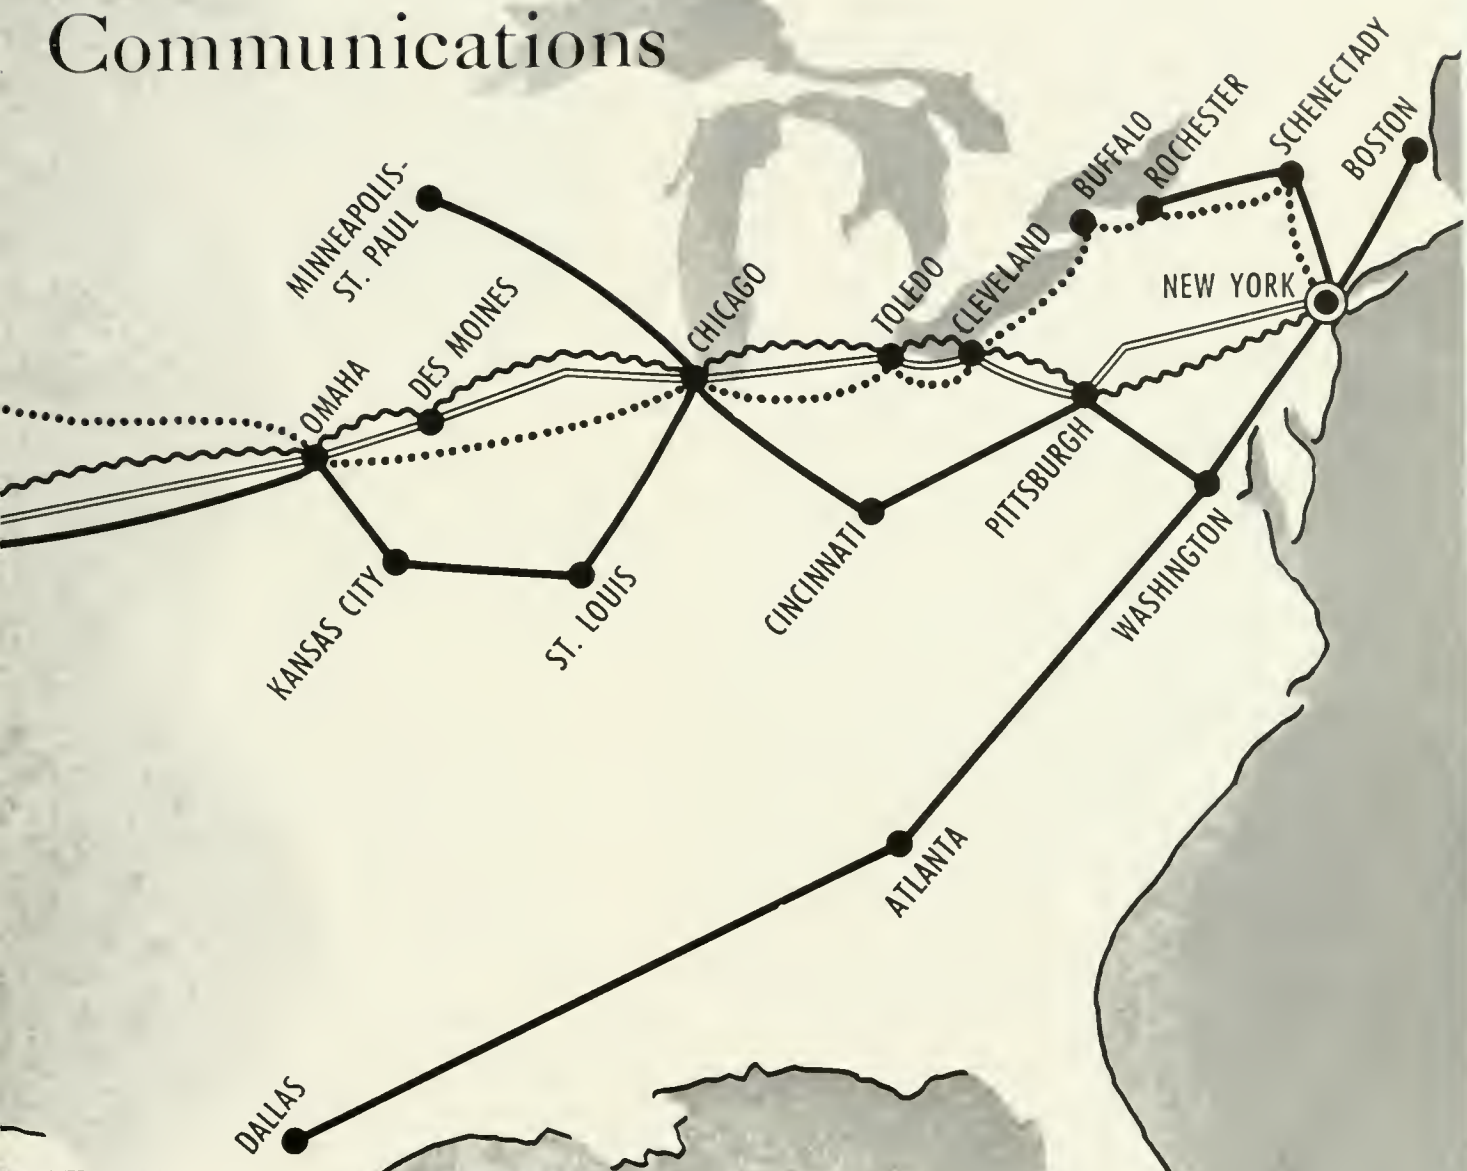 Communications
SCHENECTADY
BOSTON
ROCHESTER
BUFFALO
MINNEAPOLIS-
ST. PAUL
NEW YORK
CLEVELAND
TOLEDO
CHICAGO
DES MOINES
OMAHA
PITTSBURGH
CINCINNATI
WASHINGTON
KANSAS CITY
ST. LOUIS
ATLANTA
DALLAS